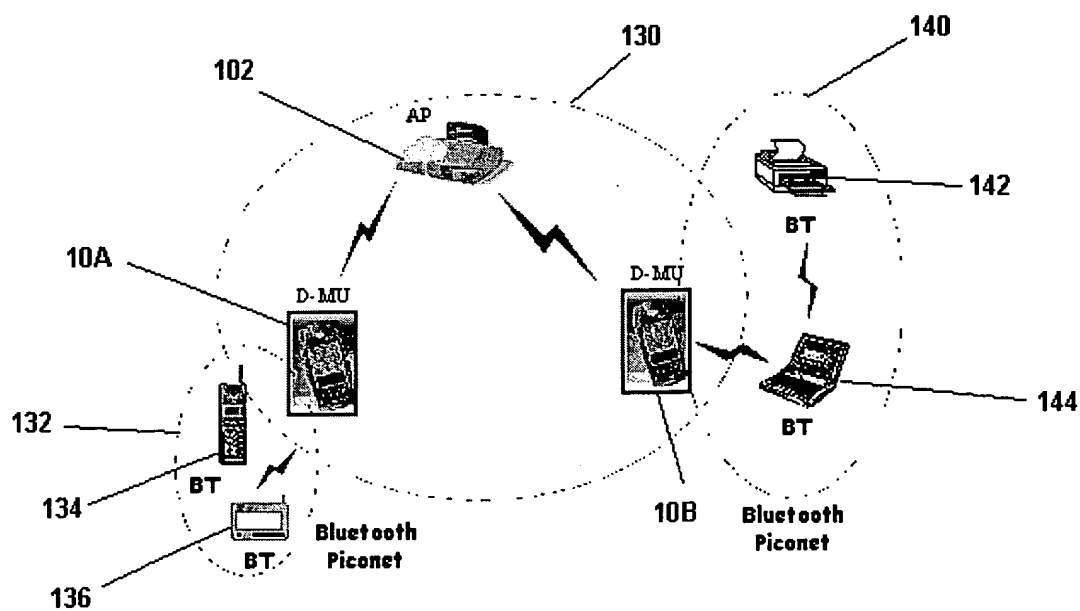 130
140
102
AP
142
BT
10A
D-MU
D-MU
132
BT
144
BT
134
10B
Bluetooth
Piconet
Bluetooth
Piconet
BT
136